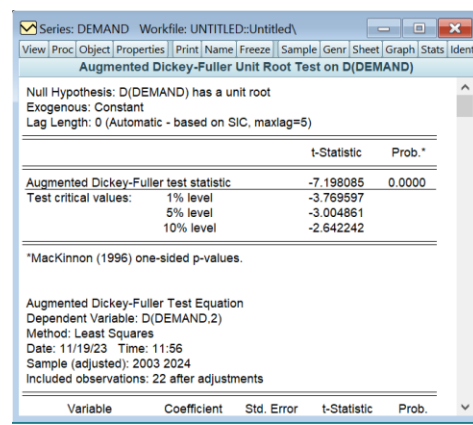 Series: DEMAND Workfile: UNTITLED::Untitled\
View Proc Object Properties Print Name Freeze Sample Genr Sheet Graph Stats Ident
Augmented Dickey-Fuller Unit Root Test on D(DEMAND)
Null Hypothesis: D(DEMAND) has a unit root
Exogenous: Constant
Lag Length: 0 (Automatic - based on SIC, maxlag=5)
t-Statistic Prob.*
Augmented Dickey-Fuller test statistic -7.198085 0.0000
Test critical values: 1% level -3.769597
5% level -3.004861
10% level -2.642242
*MacKinnon (1996) one-sided p-values.
Augmented Dickey-Fuller Test Equation
Dependent Variable: D(DEMAND,2)
Method: Least Squares
Date: 11/19/23 Time: 11:56
Sample (adjusted): 2003 2024
Included observations: 22 after adjustments
Variable Coefficient Std. Error t-Statistic Prob.